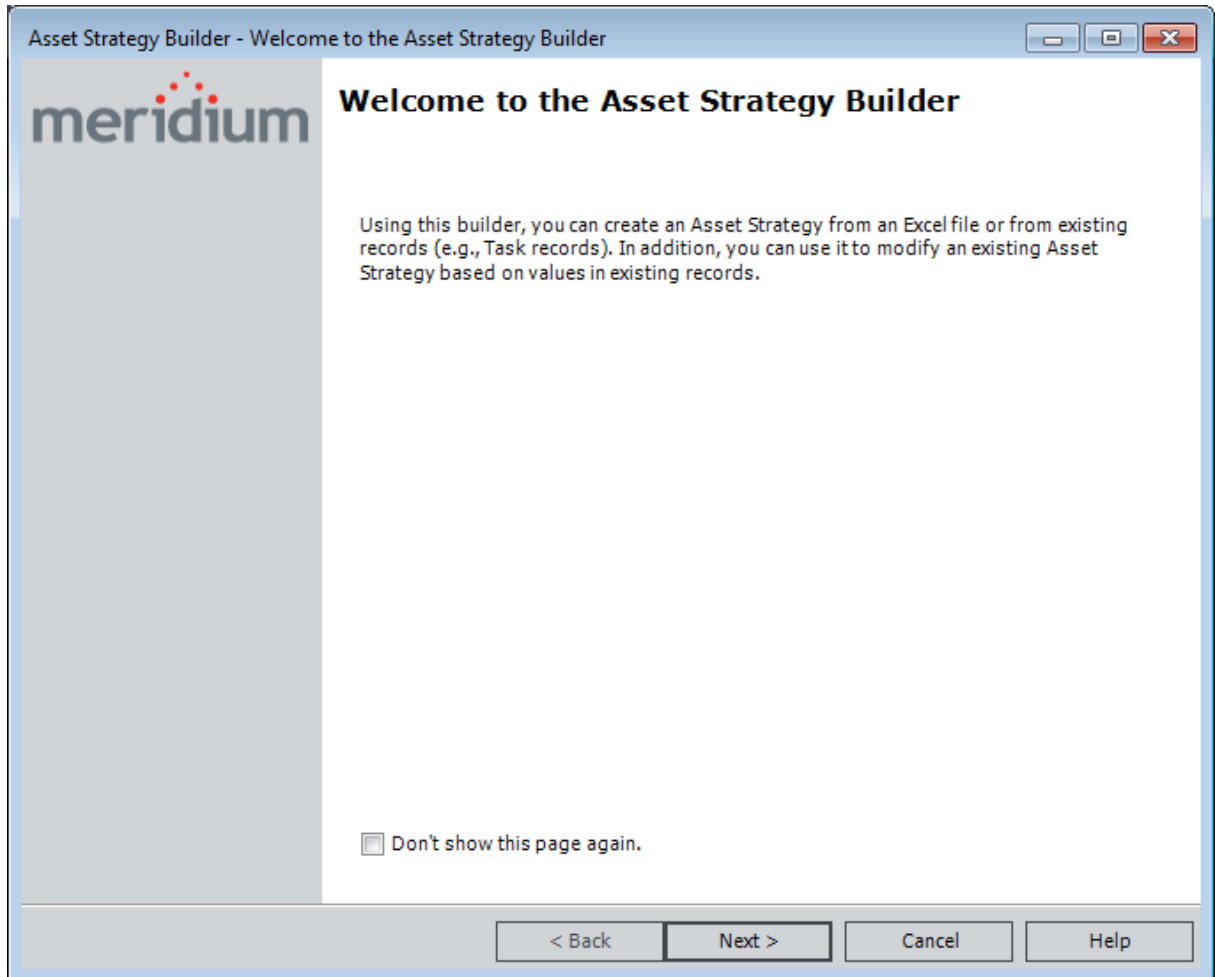 Asset Strategy Builder - Welcome to the Asset Strategy Builder
meridium
Welcome to the Asset Strategy Builder
Using this builder, you can create an Asset Strategy from an Excel file or from existing
records (e.g., Task records). In addition, you can use it to modify an existing Asset
Strategy based on values in existing records.
Don't show this page again.
< Back
Next >
Cancel
Help